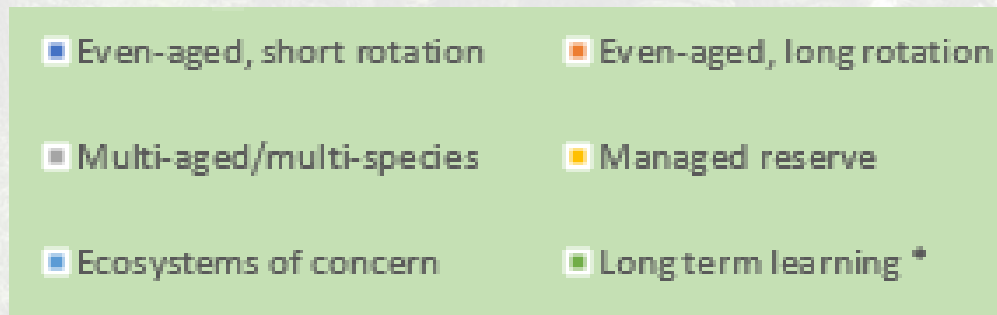 Even-aged, short rotation
Even-aged, long rotation
Multi-aged/multi-species
Managed reserve
Ecosystems of concern
Long term learning *